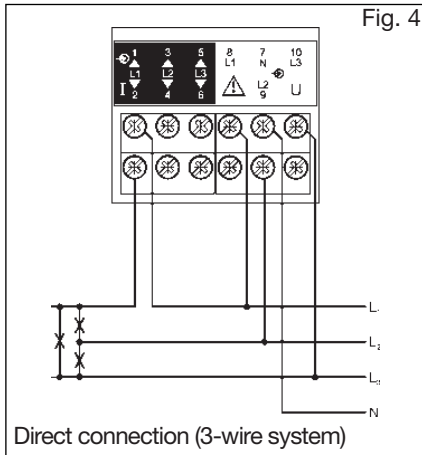 Fig. 4
1 3 5 8 7 10
L1 N L3
L1 L2 L3
I 2 4 6 L2 9 U
L1
L2
L3
N
Direct connection (3-wire system)